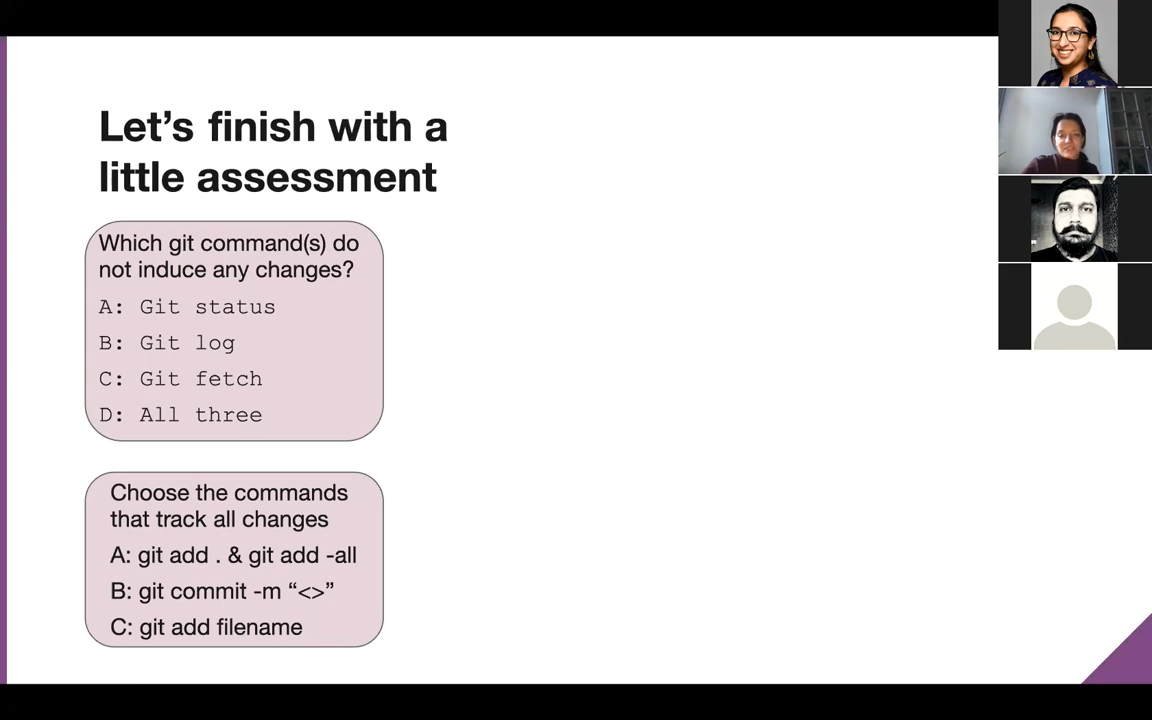 Let’s finish with a
little assessment
Which git command(s) do
not induce any changes?
A: Git status
B: Git log
C: Git fetch
D: All three
Choose the commands
that track all changes
A: git add . & git add -all
B: git commit -m “<>”
C: git add filename